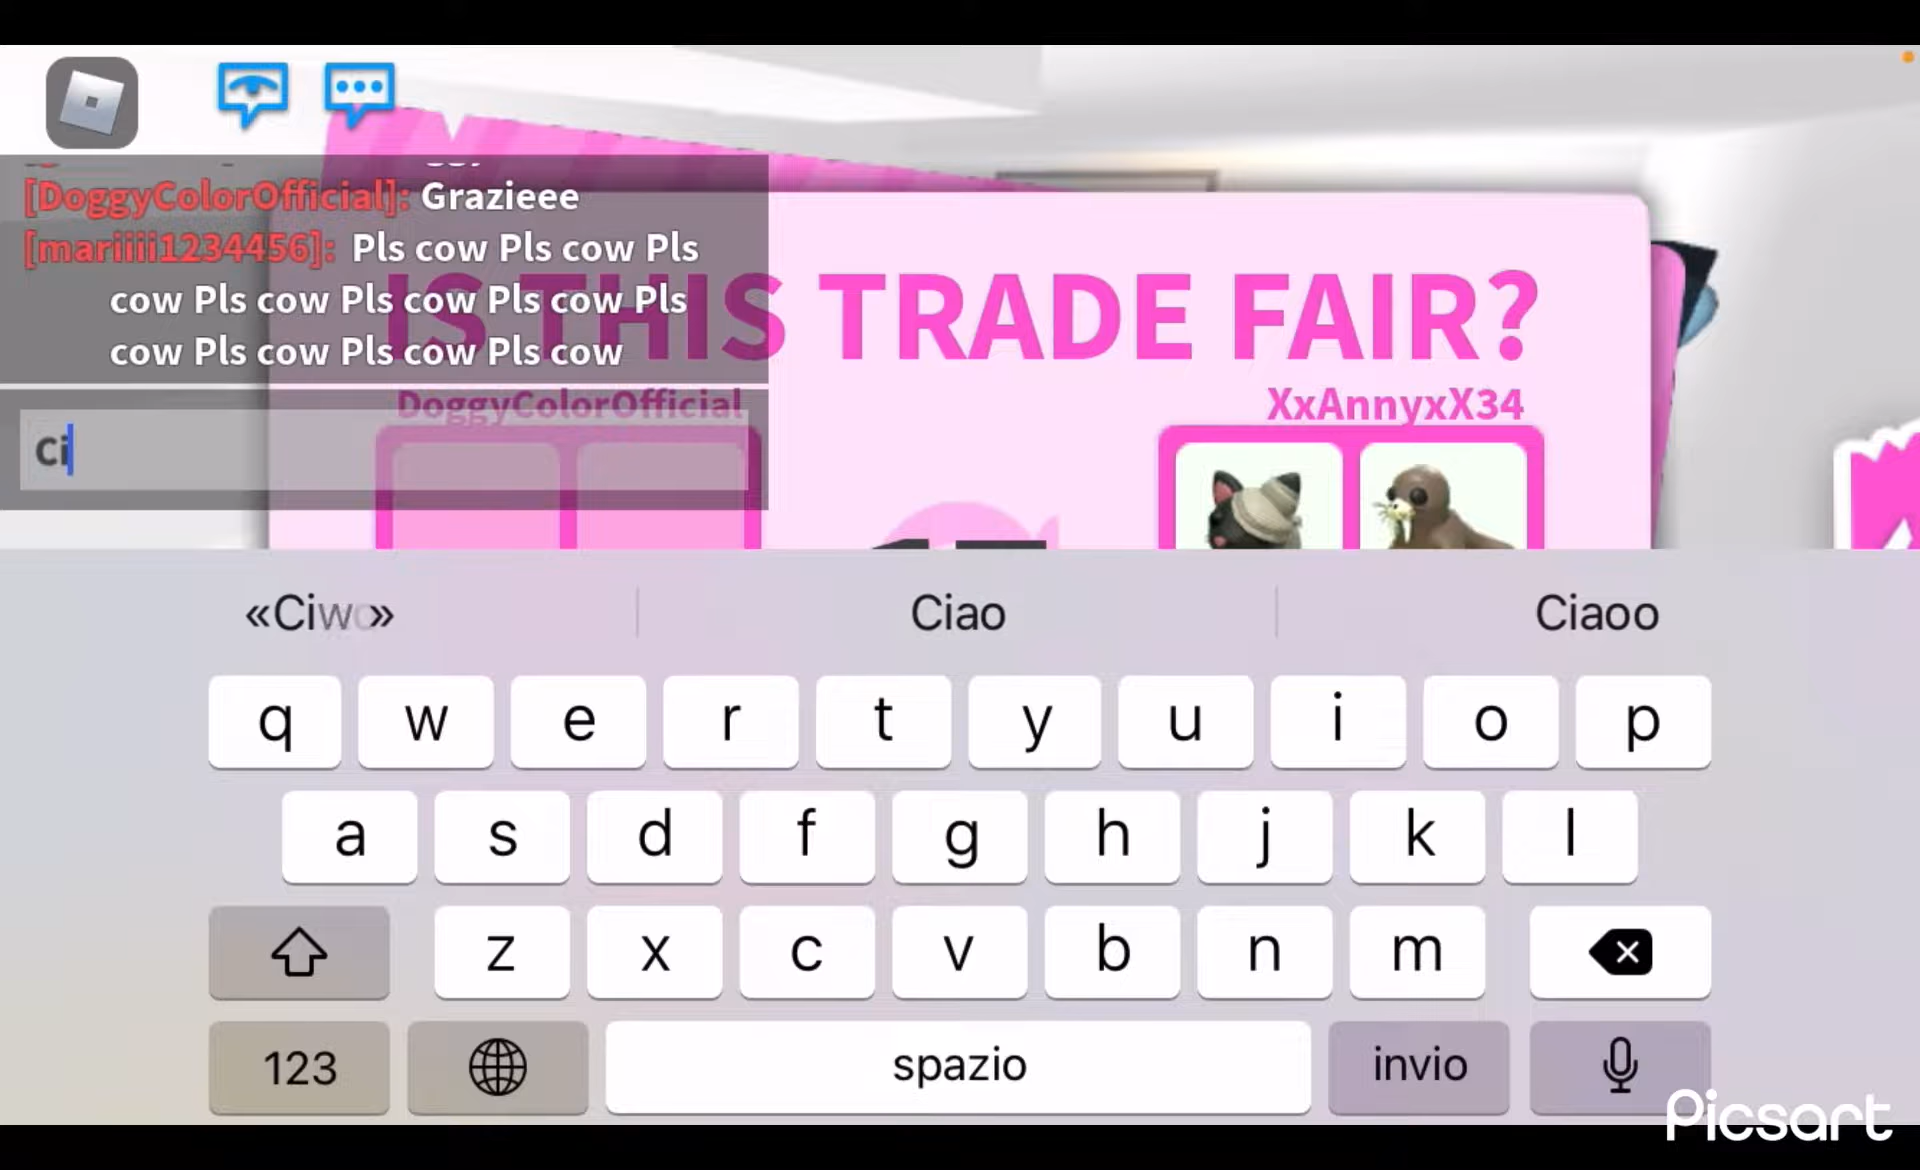 [DoggyColorOfficial]: Grazieee
[mariiii1234456]: Pls cow Pls cow Pls
cow Pls cow Pls cow Pls cow Pls
cow Pls cow Pls cow Pls cow
IS THIS TRADE FAIR?
DoggyColorOfficial
XxAnnyxX34
Ci
«Ciwo»
Ciao
Ciaoo
q w e r t y u i o p
a s d f g h j k l
z x c v b n m
123
spazio
invio
Picsart